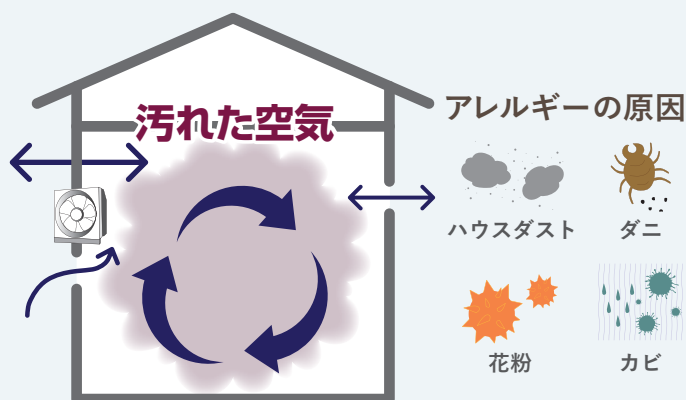 汚れた空気
アレルギーの原因
ハウスダスト
ダニ
花粉
カビ